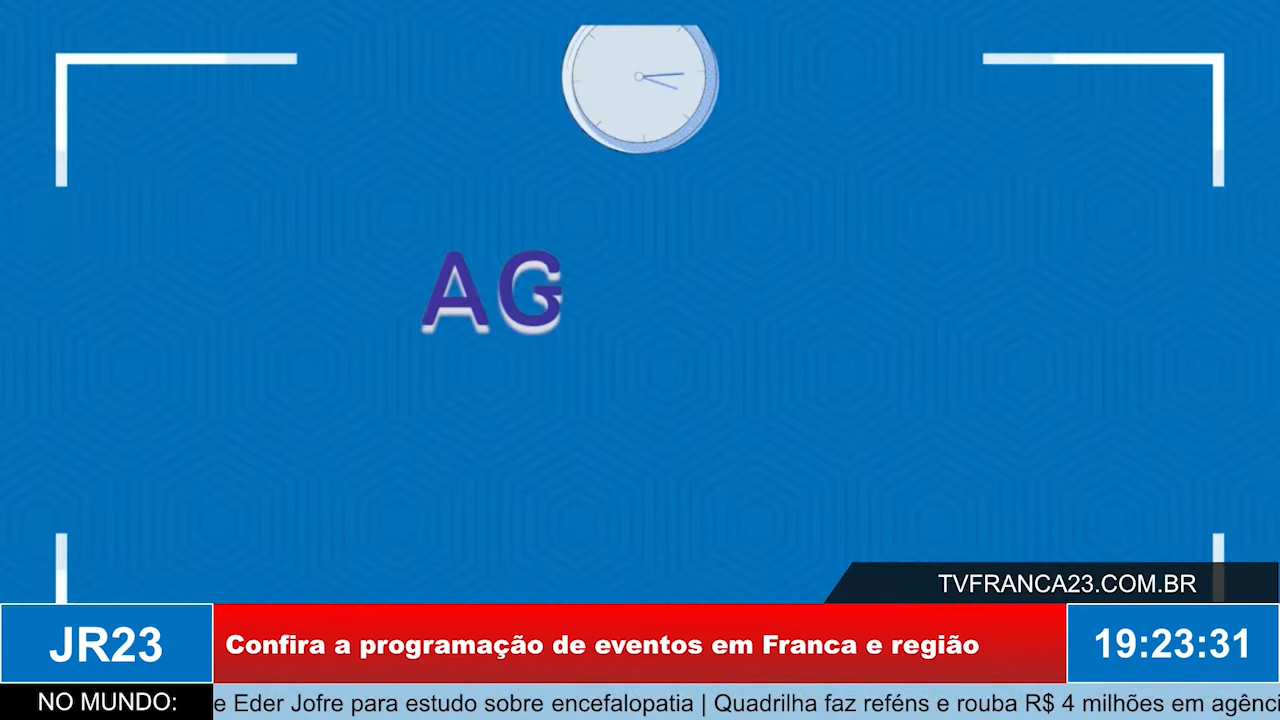 AG
TVFRANCA23.COM.BR
JR23
Confira a programação de eventos em Franca e região
19:23:31
NO MUNDO:
e Eder Jofre para estudo sobre encefalopatia | Quadrilha faz reféns e rouba R$ 4 milhões em agênci